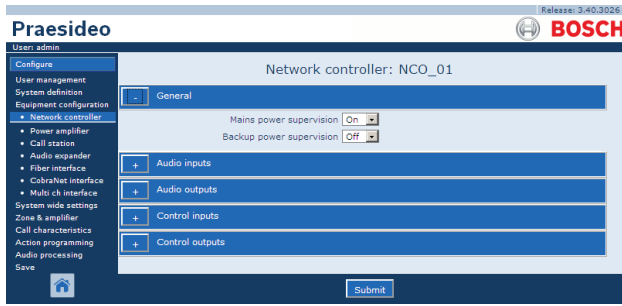 Release: 3.40.3026
Praesideo
BOSCH
User: admin
Configure
User management
System definition
Equipment configuration
• Network controller
• Power amplifier
• Call station
• Audio expander
• Fiber interface
• CobraNet interface
• Multi ch interface
System wide settings
Zone & amplifier
Call characteristics
Action programming
Audio processing
Save
Network controller: NCO_01
- General
Mains power supervision On
Backup power supervision Off
+ Audio inputs
+ Audio outputs
+ Control inputs
+ Control outputs
Submit